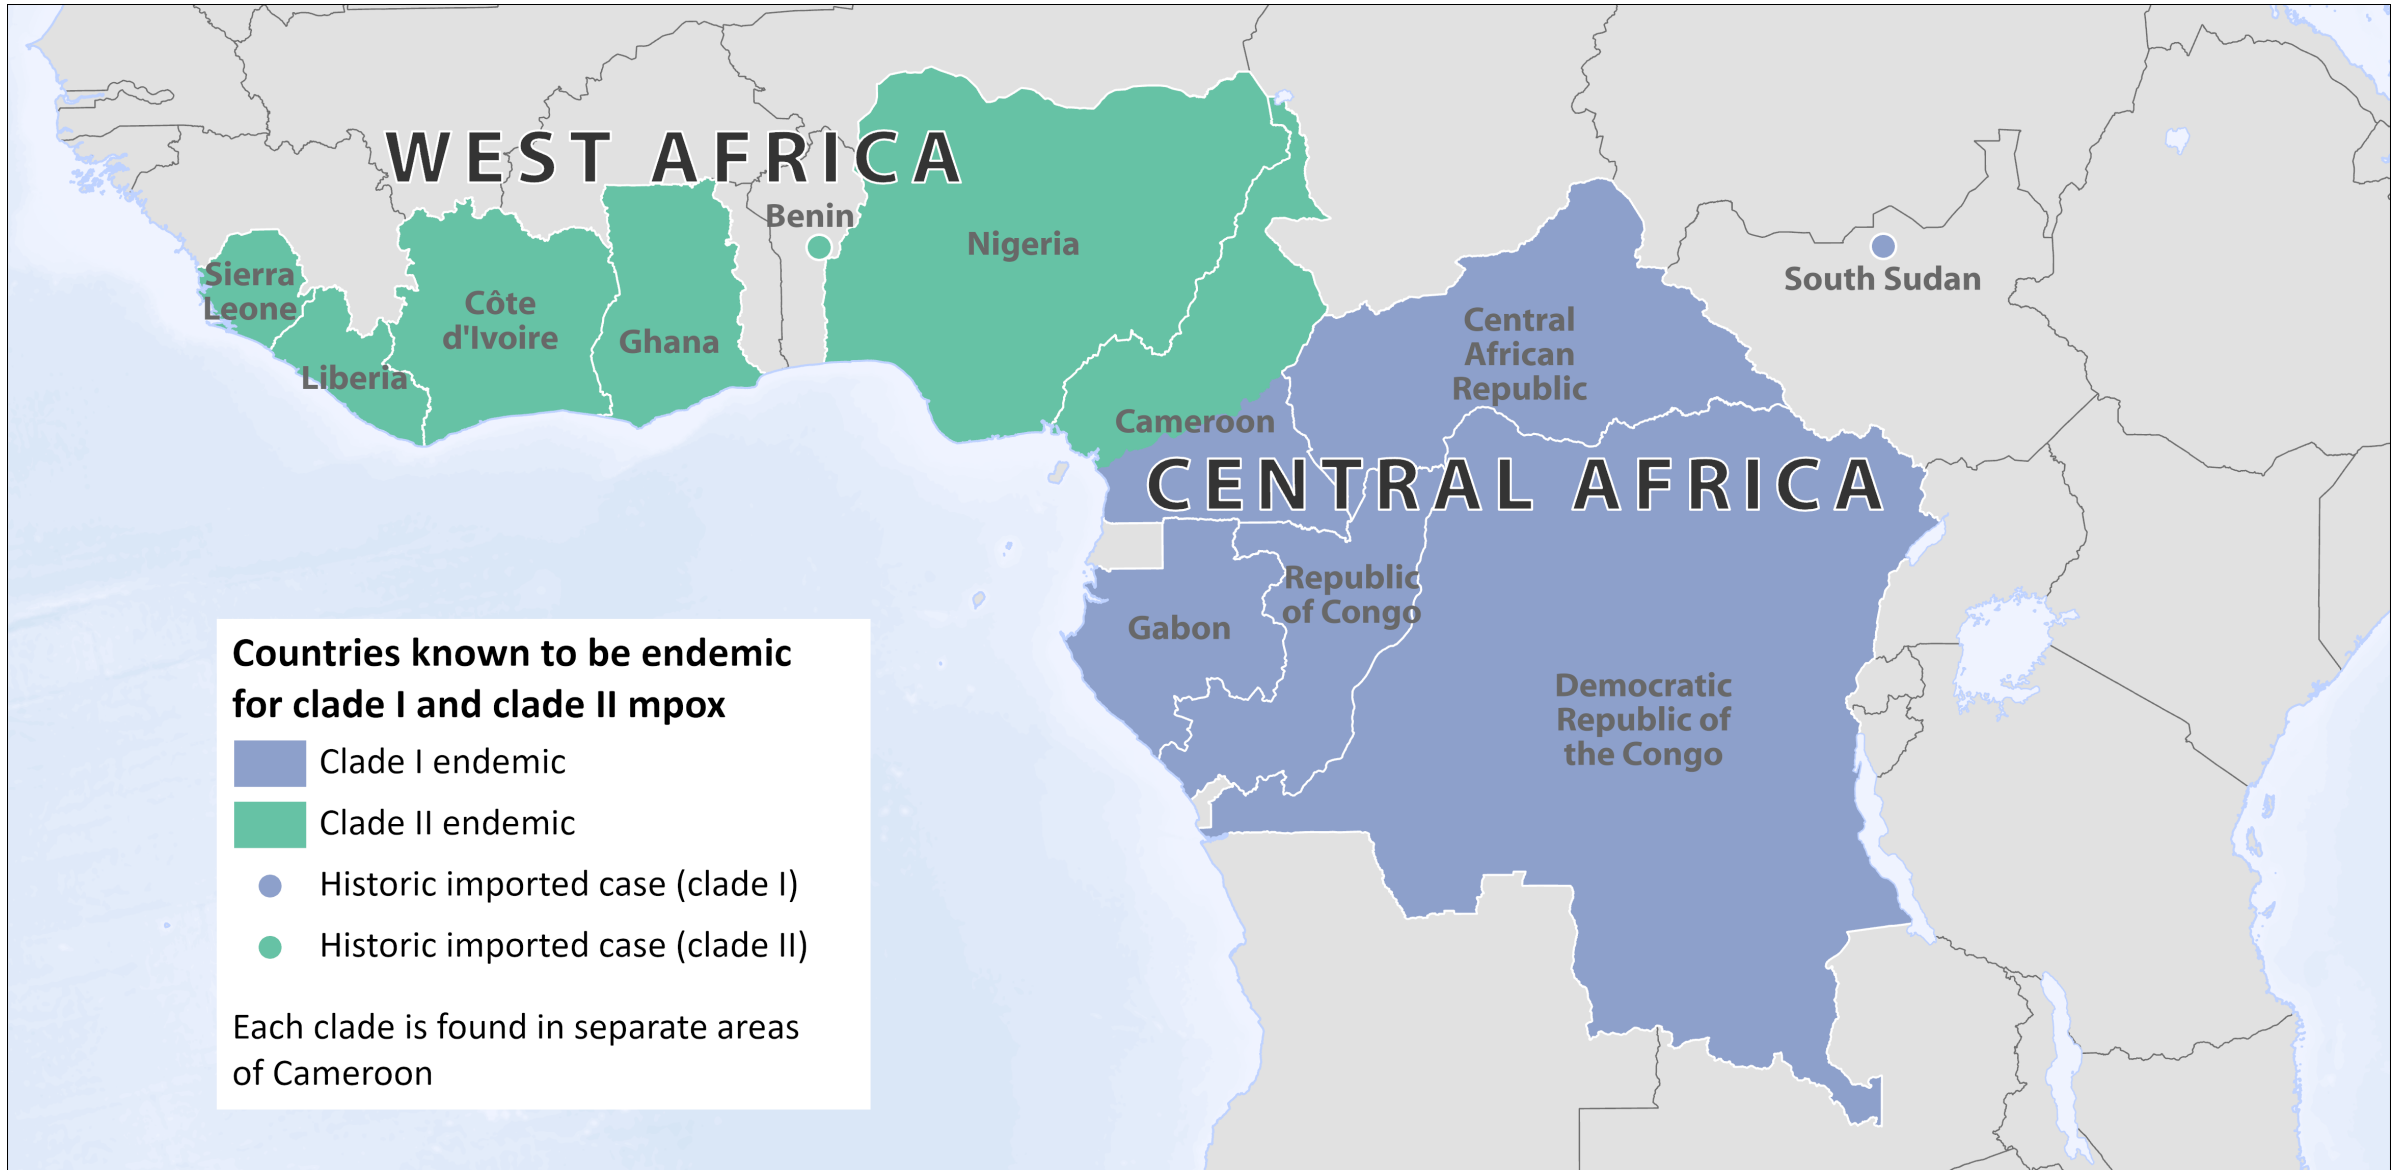 WEST AFRICA
Benin
Nigeria
Sierra
Leone
Côte
d'Ivoire
Ghana
Liberia
South Sudan
Central
African
Republic
Cameroon
CENTRAL AFRICA
Republic
of Congo
Gabon
Democratic
Republic of
the Congo
Countries known to be endemic
for clade I and clade II mpox
Clade I endemic
Clade II endemic
Historic imported case (clade I)
Historic imported case (clade II)
Each clade is found in separate areas
of Cameroon